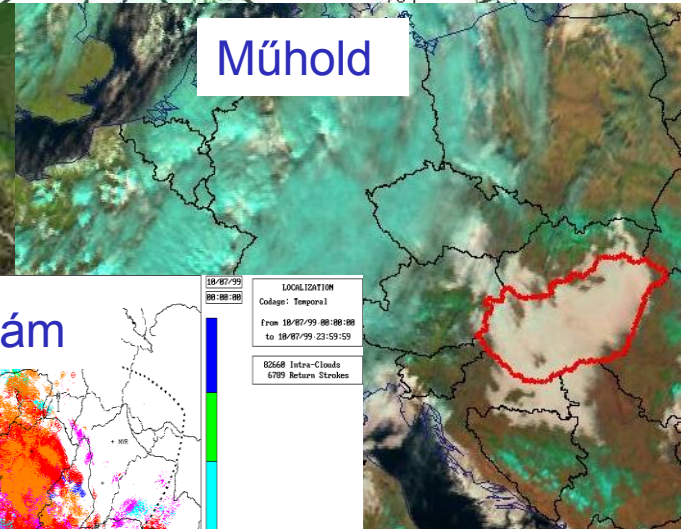 Műhold
ám
10/07/99
00:00:00
LOCALIZATION
Codage: Temporal
from 10/07/99 00:00:00
to 10/07/99 23:59:59
82660 Intra-Clouds
6789 Return Strokes